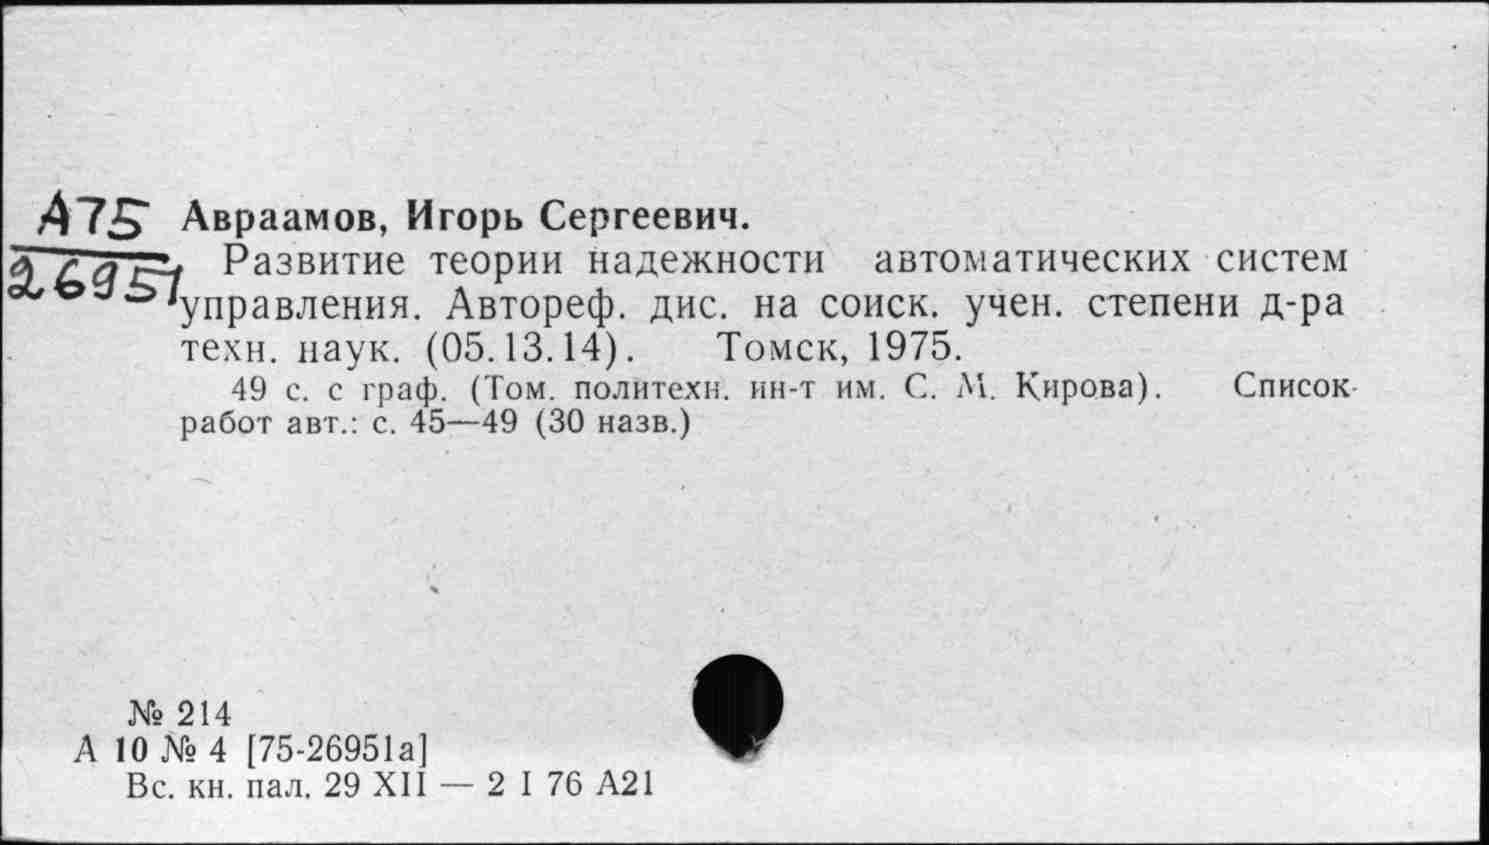 А75 Авраамов, Игорь Сергеевич.
26951 Развитие теории надежности автоматических систем
управления. Автореф. дис. на соиск. учен. степени д-ра
техн. наук. (05.13.14). Томск, 1975.
49 с. с граф. (Том. политехн. ин-т им. С. М. Кирова). Список
работ авт.: с. 45—49 (30 назв.)
№ 214
А 10 № 4 [75-26951а]
Вс. кн. пал. 29 XII — 2 I 76 А21